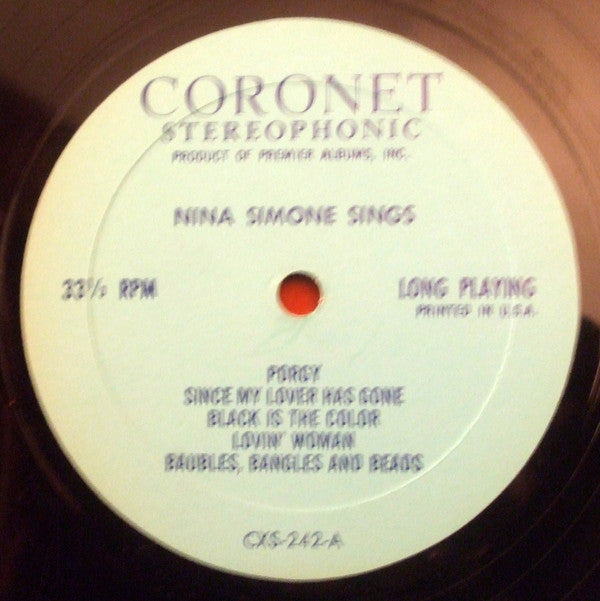 CORONET
STEREOPHONIC
PRODUCT OF PREMIER ALBUMS, INC.
NINA SIMONE SINGS
33⅓ RPM
LONG PLAYING
PRINTED IN U.S.A.
PORGY
SINCE MY LOVER HAS GONE
BLACK IS THE COLOR
LOVIN' WOMAN
BAUBLES, BANGLES AND BEADS
CXS-242-A